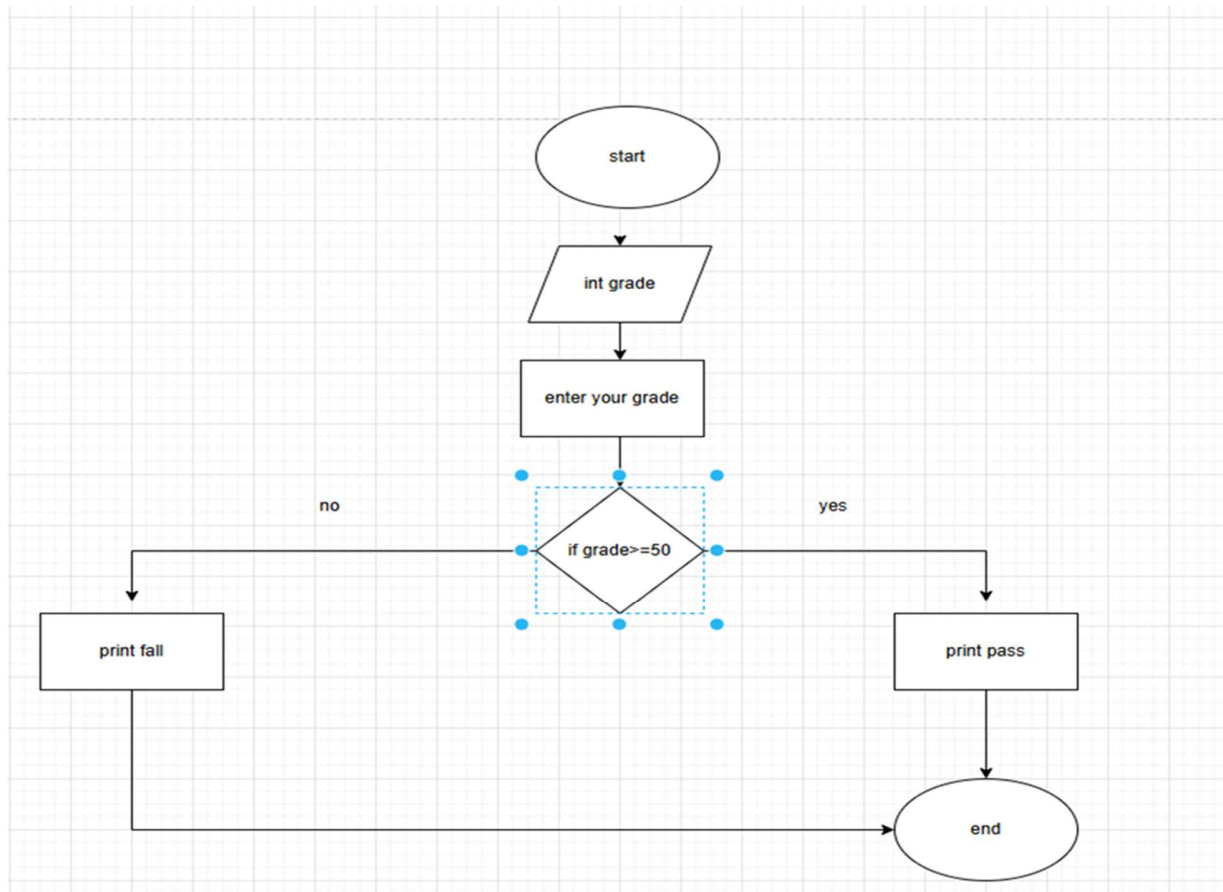 start
int grade
enter your grade
no
yes
if grade>=50
print fall
print pass
end